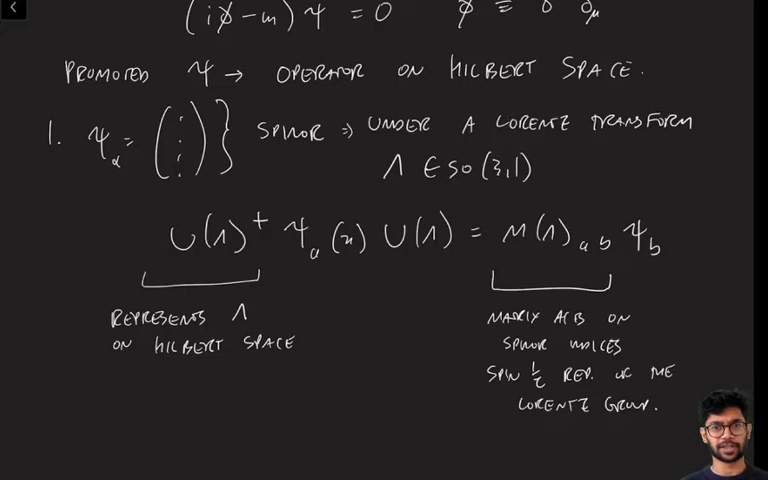 (i∂̸ - m) ψ = 0 ∂̸ ≡ γ^μ ∂_μ
PROMOTED ψ → OPERATOR ON HILBERT SPACE.
1. ψ_α = (⋮) } SPINOR ⇒ UNDER A LORENTZ TRANSFORM
Λ ∈ SO(3,1)
U(Λ)† ψ_a(x) U(Λ) = M(Λ)_ab ψ_b
REPRESENTS Λ
ON HILBERT SPACE
MATRIX ACTS ON
SPINOR INDICES
SPIN 1/2 REP. OF THE
LORENTZ GROUP.